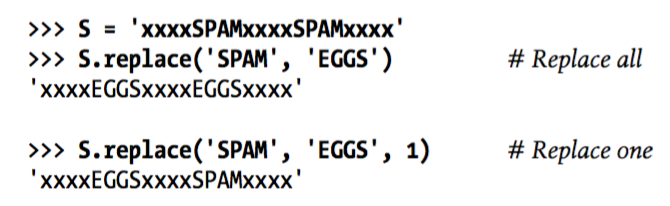 >>> S = 'xxxxSPAMxxxxSPAMxxxx'
>>> S.replace('SPAM', 'EGGS') # Replace all
'xxxxEGGSxxxxEGGSxxxx'
>>> S.replace('SPAM', 'EGGS', 1) # Replace one
'xxxxEGGSxxxxSPAMxxxx'